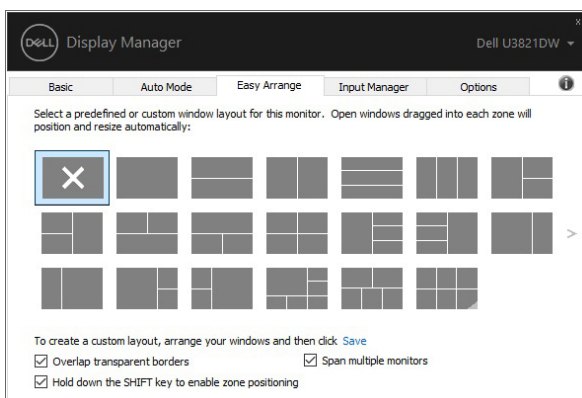 DELL Display Manager
Dell U3821DW
Basic Auto Mode Easy Arrange Input Manager Options
Select a predefined or custom window layout for this monitor. Open windows dragged into each zone will
position and resize automatically:
To create a custom layout, arrange your windows and then click Save
Overlap transparent borders Span multiple monitors
Hold down the SHIFT key to enable zone positioning